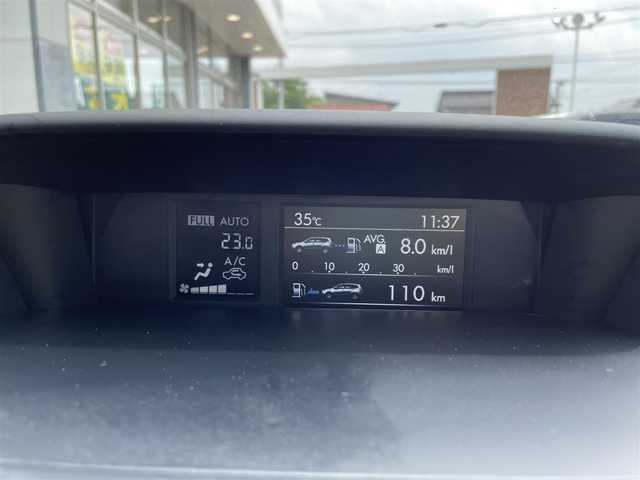 FULL AUTO
23.0
A/C
35℃ 11:37
AVG. A 8.0 km/l
0 10 20 30 km/l
110 km